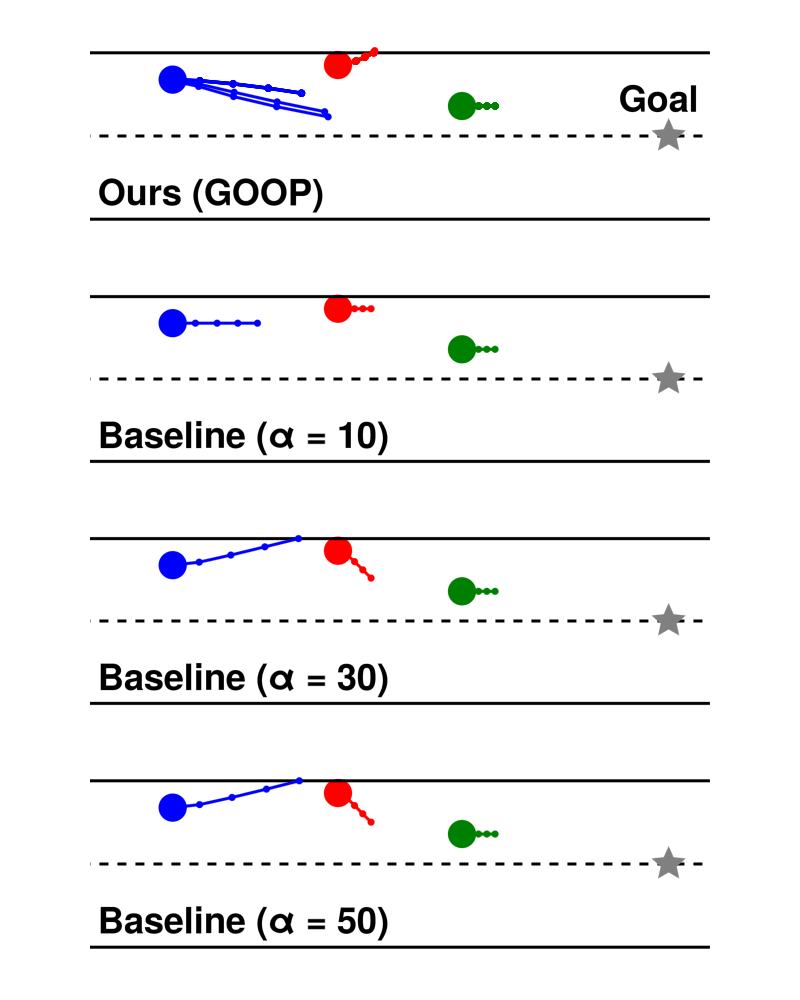 Goal
Ours (GOOP)
Baseline (α = 10)
Baseline (α = 30)
Baseline (α = 50)